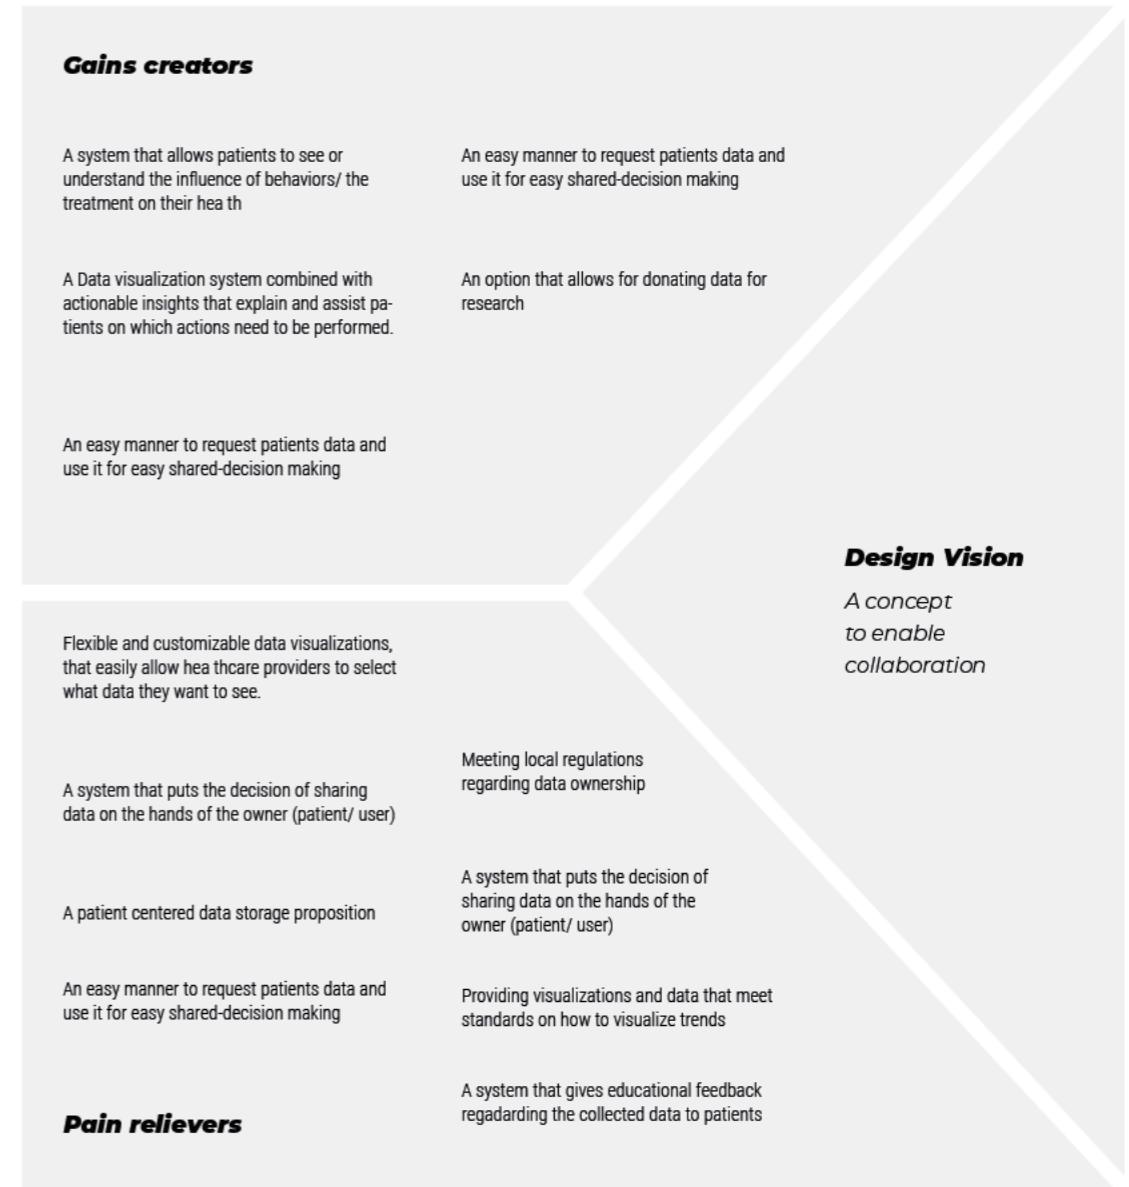 Gains creators
A system that allows patients to see or
understand the influence of behaviors/ the
treatment on their hea th
A Data visualization system combined with
actionable insights that explain and assist pa-
tients on which actions need to be performed.
An easy manner to request patients data and
use it for easy shared-decision making
An easy manner to request patients data and
use it for easy shared-decision making
An option that allows for donating data for
research
Design Vision
A concept
to enable
collaboration
Flexible and customizable data visualizations,
that easily allow hea thcare providers to select
what data they want to see.
A system that puts the decision of sharing
data on the hands of the owner (patient/ user)
A patient centered data storage proposition
An easy manner to request patients data and
use it for easy shared-decision making
Meeting local regulations
regarding data ownership
A system that puts the decision of
sharing data on the hands of the
owner (patient/ user)
Providing visualizations and data that meet
standards on how to visualize trends
A system that gives educational feedback
regadarding the collected data to patients
Pain relievers